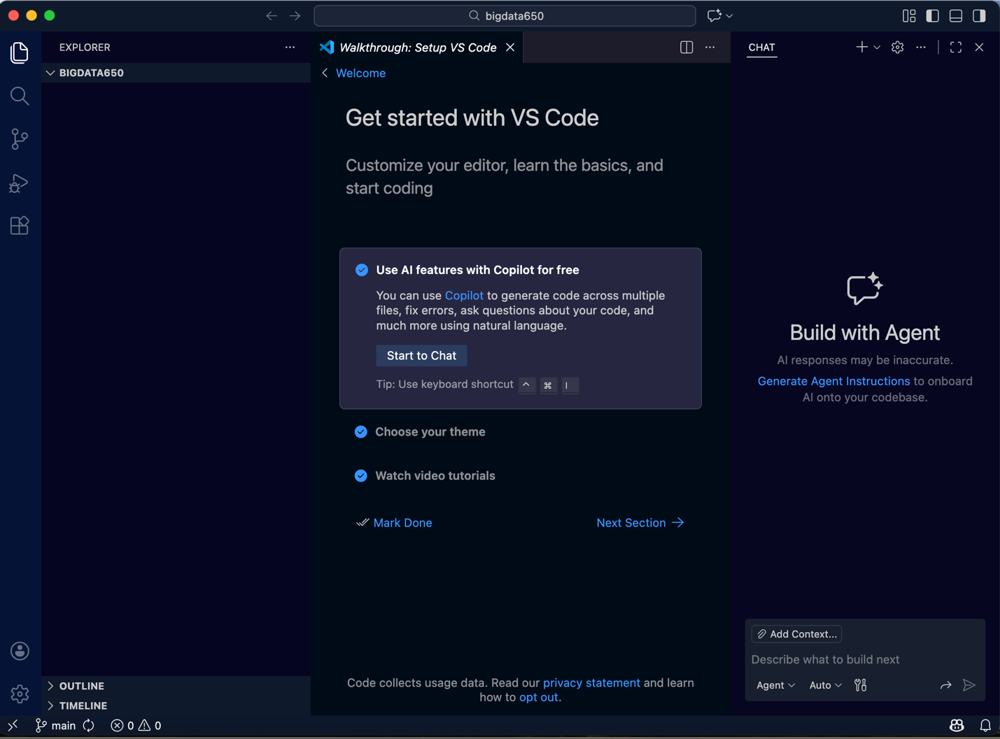 bigdata650
EXPLORER
BIGDATA650
OUTLINE
TIMELINE
Walkthrough: Setup VS Code
Welcome
Get started with VS Code
Customize your editor, learn the basics, and
start coding
Use AI features with Copilot for free
You can use Copilot to generate code across multiple
files, fix errors, ask questions about your code, and
much more using natural language.
Start to Chat
Tip: Use keyboard shortcut ^ ⌘ I
Choose your theme
Watch video tutorials
Mark Done
Next Section →
Code collects usage data. Read our privacy statement and learn
how to opt out.
CHAT
Build with Agent
AI responses may be inaccurate.
Generate Agent Instructions to onboard
AI onto your codebase.
Add Context...
Describe what to build next
Agent
Auto
main
0
0